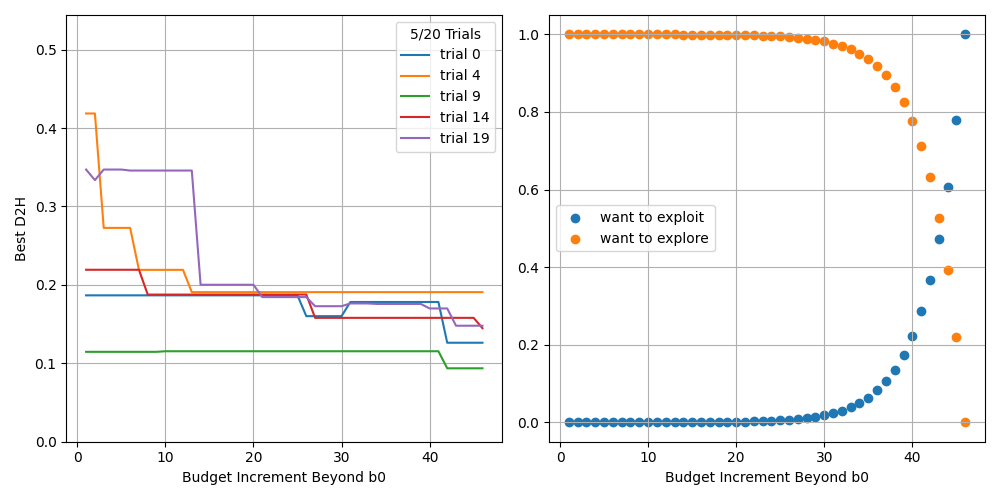 0.5
0.4
0.3
0.2
0.1
0.0
Best D2H
0 10 20 30 40
Budget Increment Beyond b0
5/20 Trials
trial 0
trial 4
trial 9
trial 14
trial 19
1.0
0.8
0.6
0.4
0.2
0.0
0 10 20 30 40
Budget Increment Beyond b0
want to exploit
want to explore